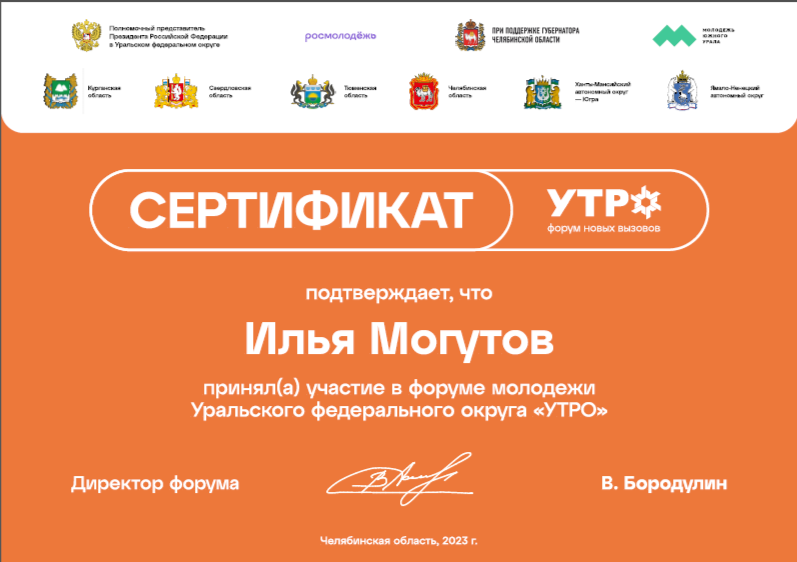 Полномочный представитель
Президента Российской Федерации
в Уральском федеральном округе
росмолодёжь
ПРИ ПОДДЕРЖКЕ ГУБЕРНАТОРА
ЧЕЛЯБИНСКОЙ ОБЛАСТИ
МОЛОДЕЖЬ
ЮЖНОГО
УРАЛА
Курганская
область
Свердловская
область
Тюменская
область
Челябинская
область
Ханты-Мансийский
автономный округ
— Югра
Ямало-Ненецкий
автономный округ
СЕРТИФИКАТ
УТРО
форум новых вызовов
подтверждает, что
Илья Могутов
принял(а) участие в форуме молодежи
Уральского федерального округа «УТРО»
Директор форума
В. Бородулин
Челябинская область, 2023 г.